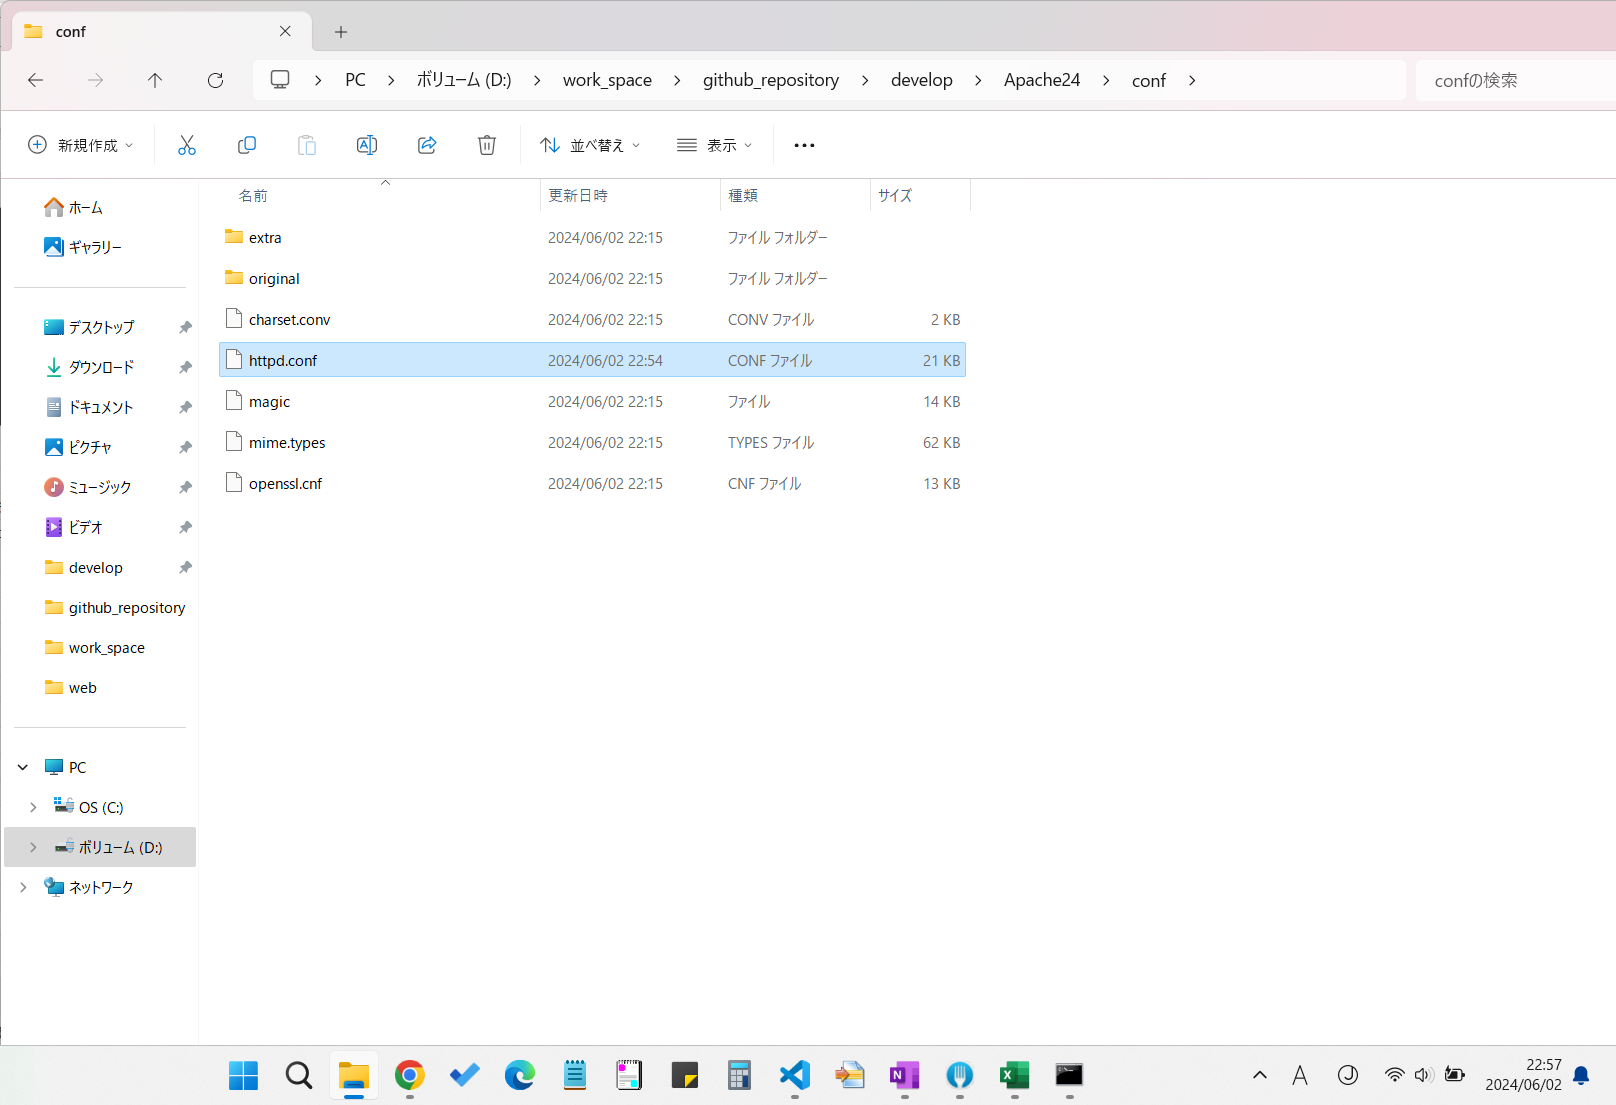 conf
PC ボリューム (D:) work_space github_repository develop Apache24 conf confの検索
新規作成 並べ替え 表示
名前 更新日時 種類 サイズ
extra 2024/06/02 22:15 ファイル フォルダー
original 2024/06/02 22:15 ファイル フォルダー
charset.conv 2024/06/02 22:15 CONV ファイル 2 KB
httpd.conf 2024/06/02 22:54 CONF ファイル 21 KB
magic 2024/06/02 22:15 ファイル 14 KB
mime.types 2024/06/02 22:15 TYPES ファイル 62 KB
openssl.cnf 2024/06/02 22:15 CNF ファイル 13 KB
ホーム
ギャラリー
デスクトップ
ダウンロード
ドキュメント
ピクチャ
ミュージック
ビデオ
develop
github_repository
work_space
web
PC
OS (C:)
ボリューム (D:)
ネットワーク
A
22:57
2024/06/02